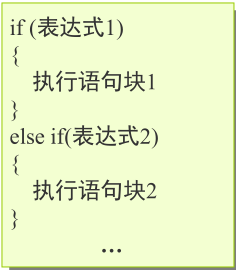 if (表达式1)
{
执行语句块1
}
else if(表达式2)
{
执行语句块2
}
...